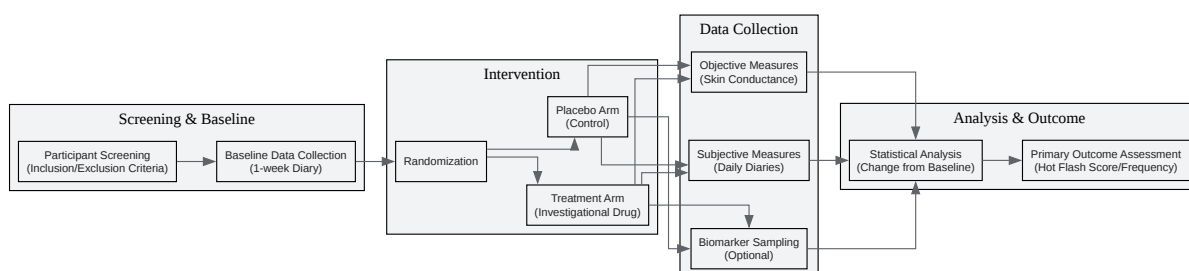 Screening & Baseline
Participant Screening
(Inclusion/Exclusion Criteria)
Baseline Data Collection
(1-week Diary)
Intervention
Randomization
Placebo Arm
(Control)
Treatment Arm
(Investigational Drug)
Data Collection
Objective Measures
(Skin Conductance)
Subjective Measures
(Daily Diaries)
Biomarker Sampling
(Optional)
Analysis & Outcome
Statistical Analysis
(Change from Baseline)
Primary Outcome Assessment
(Hot Flash Score/Frequency)